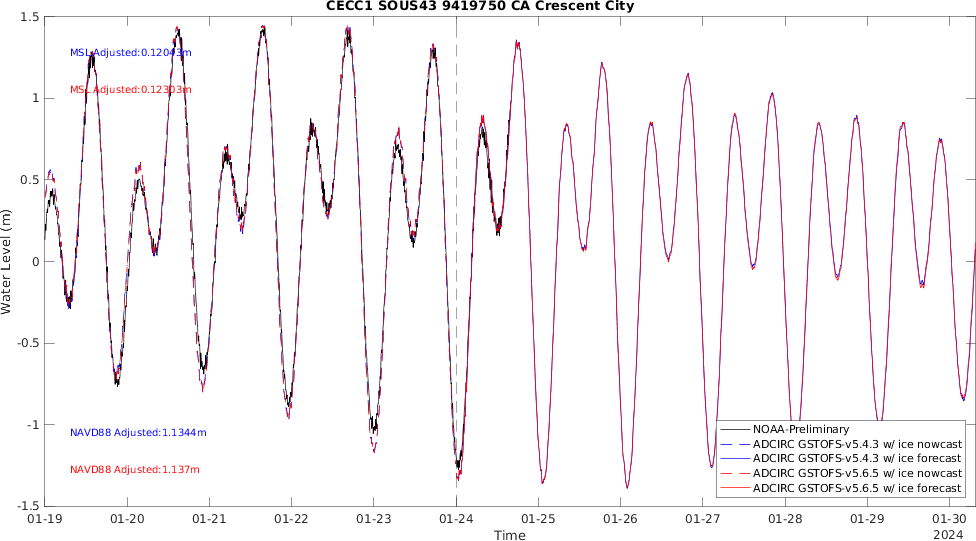 CECC1 SOUS43 9419750 CA Crescent City
1.5
1
0.5
0
-0.5
-1
-1.5
Water Level (m)
MSL Adjusted:0.12043m
MSL Adjusted:0.12303m
NAVD88 Adjusted:1.1344m
NAVD88 Adjusted:1.137m
NOAA-Preliminary
ADCIRC GSTOFS-v5.4.3 w/ ice nowcast
ADCIRC GSTOFS-v5.4.3 w/ ice forecast
ADCIRC GSTOFS-v5.6.5 w/ ice nowcast
ADCIRC GSTOFS-v5.6.5 w/ ice forecast
01-19 01-20 01-21 01-22 01-23 01-24 01-25 01-26 01-27 01-28 01-29 01-30
Time
2024